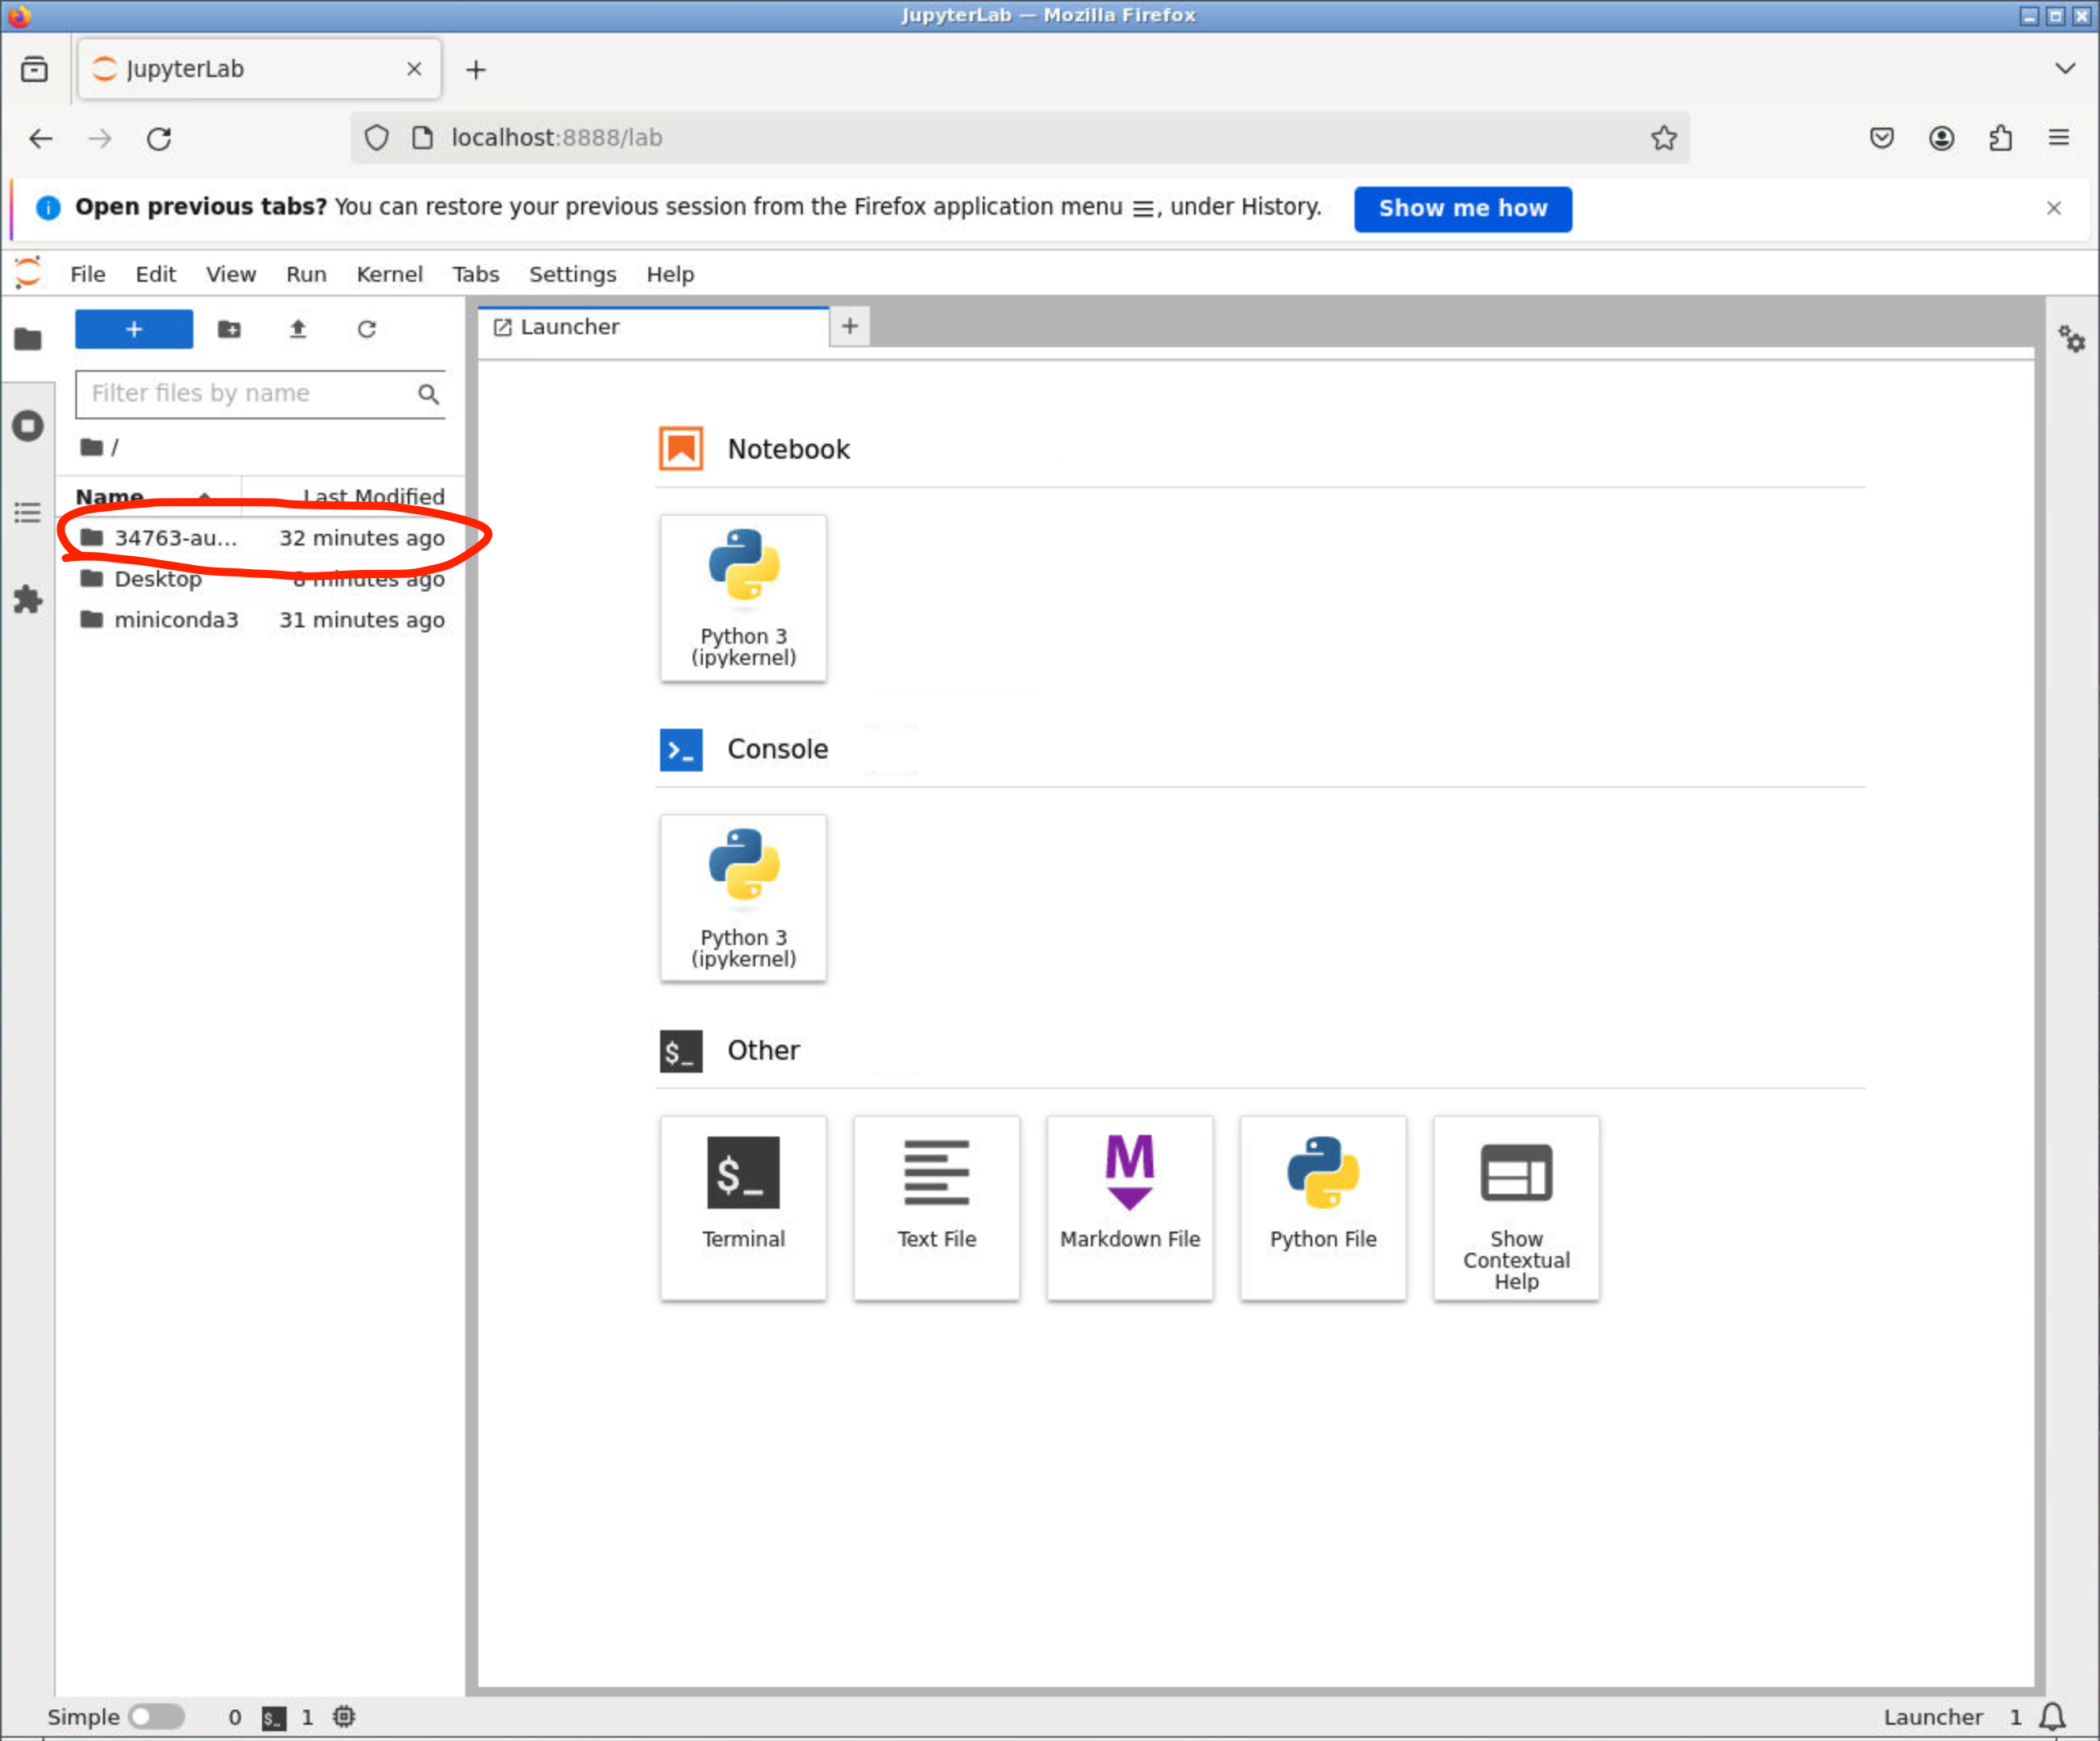 JupyterLab — Mozilla Firefox
JupyterLab
localhost:8888/lab
Open previous tabs? You can restore your previous session from the Firefox application menu ☰, under History. Show me how
File Edit View Run Kernel Tabs Settings Help
+ Launcher +
Filter files by name
/
Name Last Modified
34763-au... 32 minutes ago
Desktop 8 minutes ago
miniconda3 31 minutes ago
Notebook
Python 3
(ipykernel)
>_ Console
Python 3
(ipykernel)
$_ Other
$_
M
Terminal
Text File
Markdown File
Python File
Show
Contextual
Help
Simple 0 $_ 1 Launcher 1